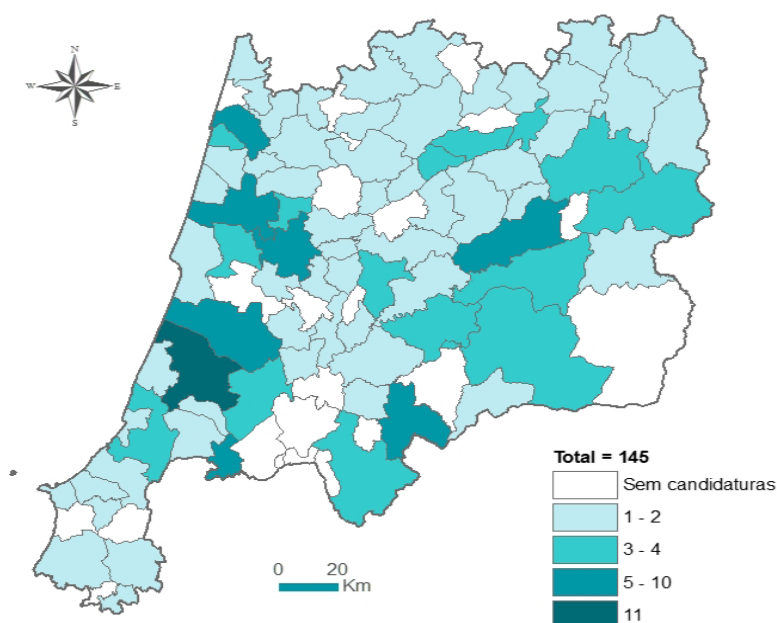 N
W E
S
Total = 145
Sem candidaturas
1 - 2
3 - 4
5 - 10
11
0 20
Km